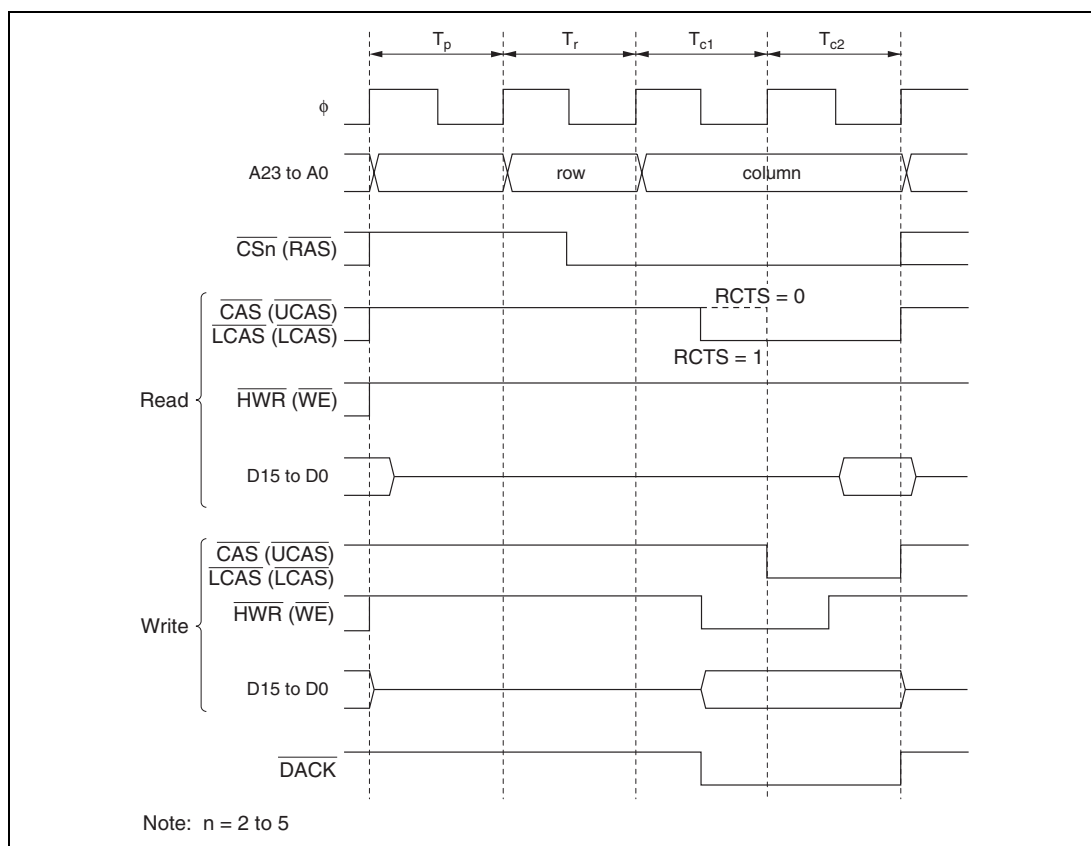 Tp Tr Tc1 Tc2
ϕ
A23 to A0 row column
CSn (RAS)
RCTS = 0
CAS (UCAS)
LCAS (LCAS)
RCTS = 1
Read
HWR (WE)
D15 to D0
CAS (UCAS)
LCAS (LCAS)
HWR (WE)
Write
D15 to D0
DACK
Note: n = 2 to 5